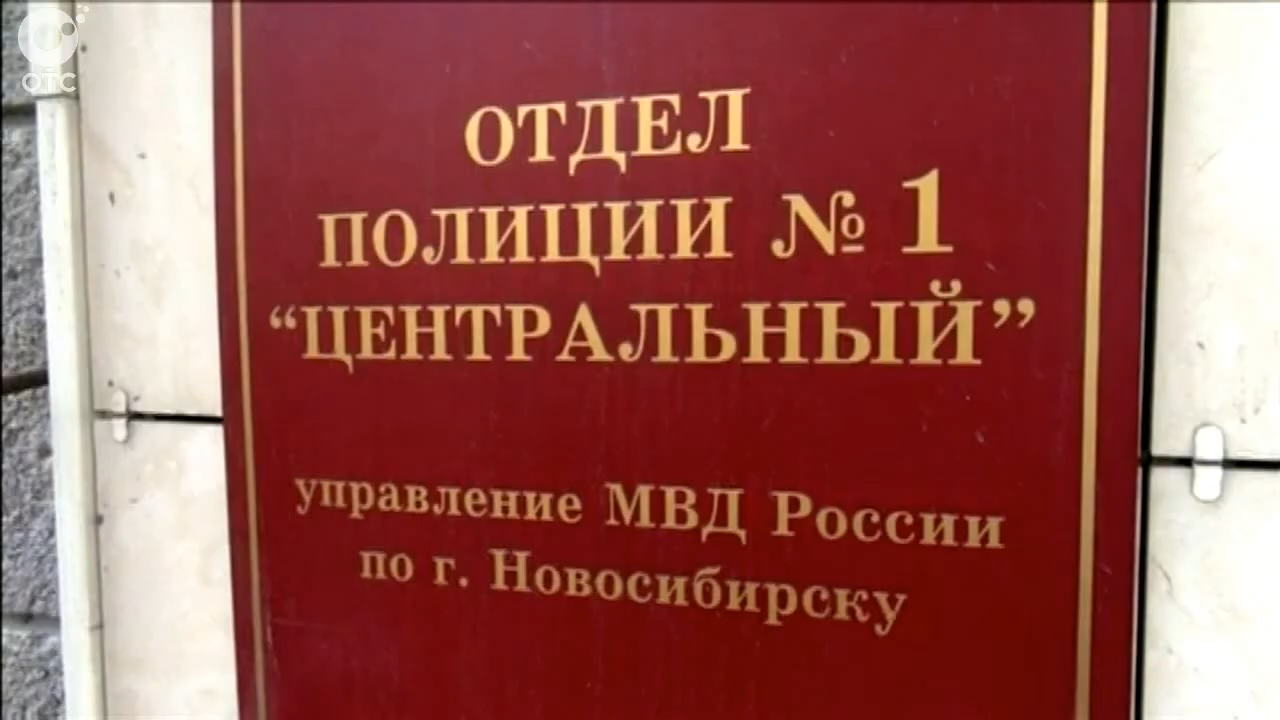 ОТС
ОТДЕЛ
ПОЛИЦИИ № 1
“ЦЕНТРАЛЬНЫЙ”
управление МВД России
по г. Новосибирску